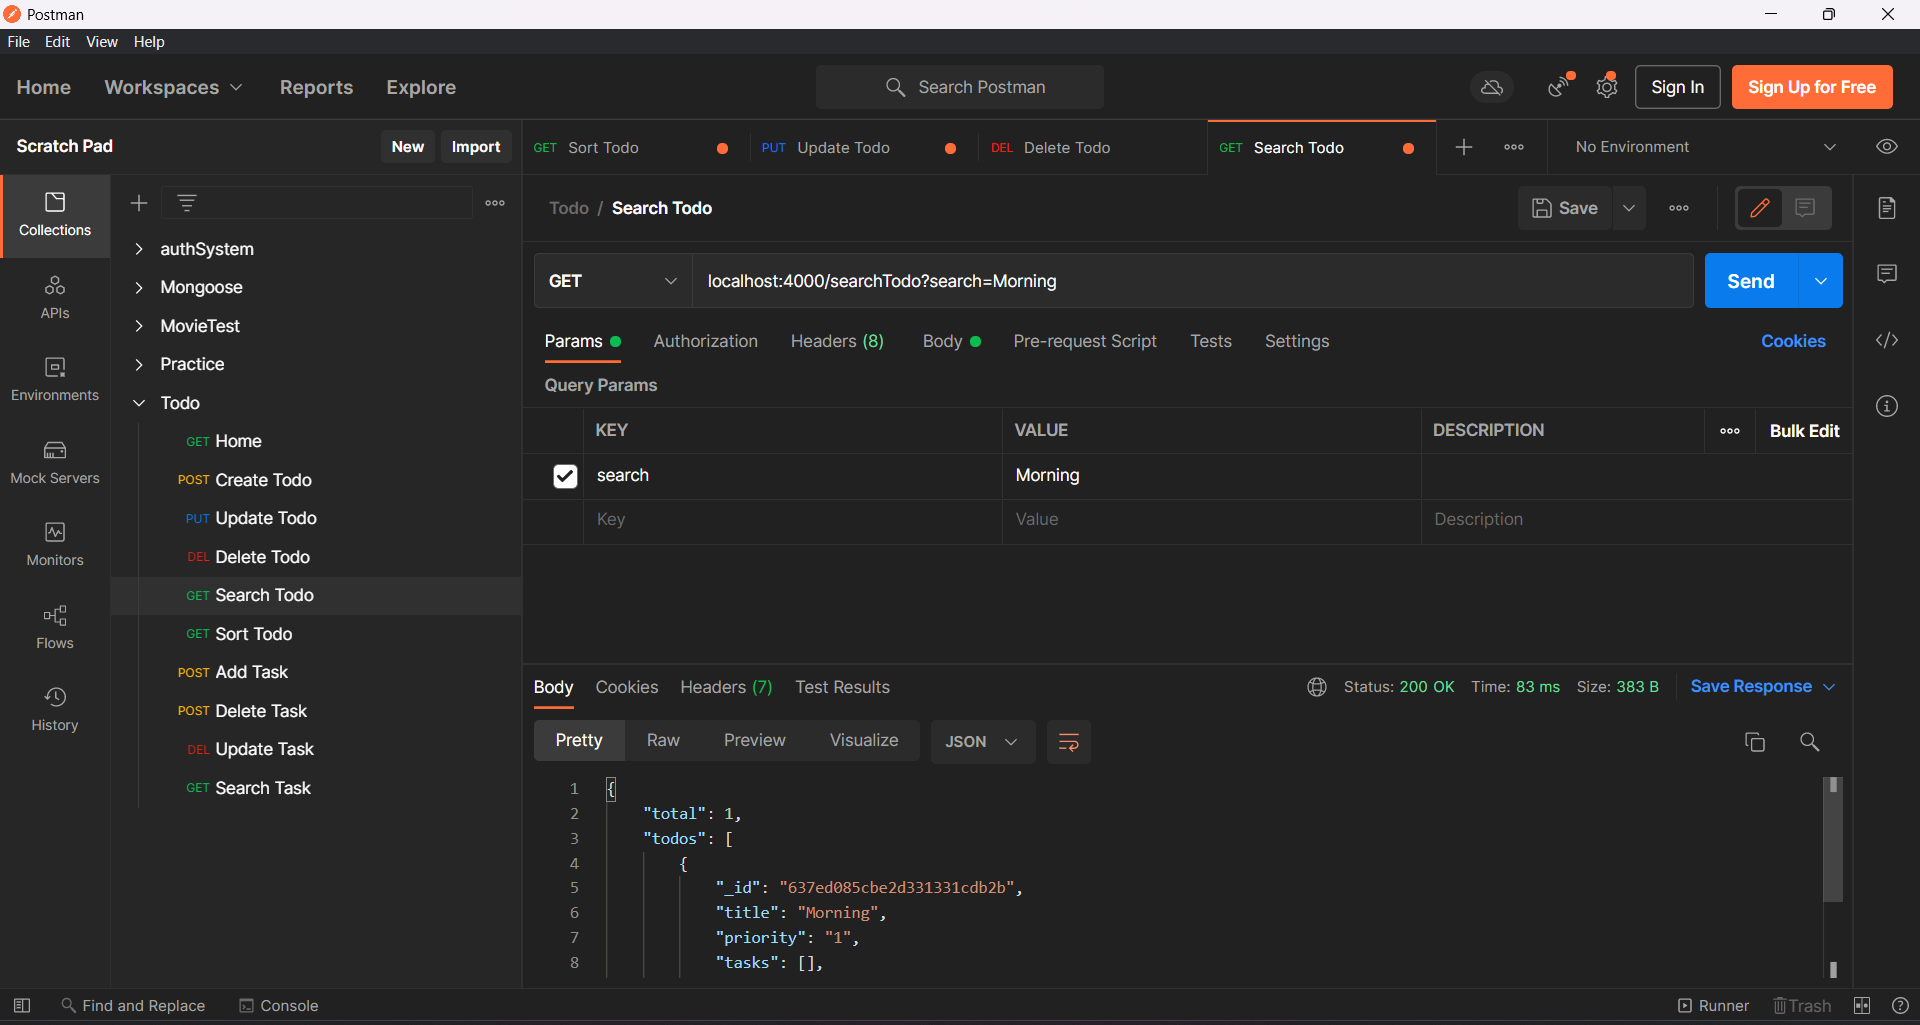 Postman
File Edit View Help
Home Workspaces Reports Explore Search Postman Sign In Sign Up for Free
Scratch Pad New Import GET Sort Todo PUT Update Todo DEL Delete Todo GET Search Todo No Environment
Collections
APIs
Environments
Mock Servers
Monitors
Flows
History
authSystem
Mongoose
MovieTest
Practice
Todo
GET Home
POST Create Todo
PUT Update Todo
DEL Delete Todo
GET Search Todo
GET Sort Todo
POST Add Task
POST Delete Task
DEL Update Task
GET Search Task
Todo / Search Todo Save
GET localhost:4000/searchTodo?search=Morning Send
Params Authorization Headers (8) Body Pre-request Script Tests Settings Cookies
Query Params
KEY VALUE DESCRIPTION Bulk Edit
search Morning
Key Value Description
Body Cookies Headers (7) Test Results Status: 200 OK Time: 83 ms Size: 383 B Save Response
Pretty Raw Preview Visualize JSON
1 {
2 "total": 1,
3 "todos": [
4 {
5 "_id": "637ed085cbe2d331331cdb2b",
6 "title": "Morning",
7 "priority": "1",
8 "tasks": [],
Find and Replace Console Runner Trash